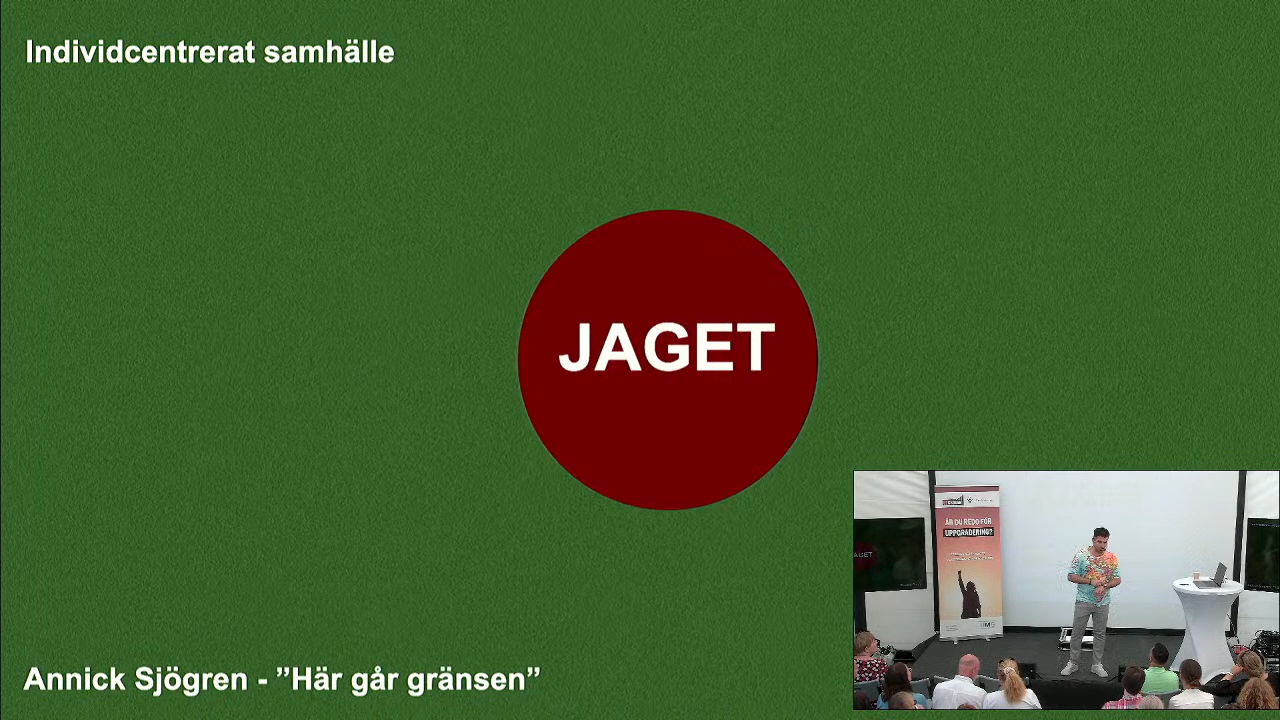 Individcentrerat samhälle
JAGET
Annick Sjögren - ”Här går gränsen”
ÄR DU REDO FÖR
UPPGRADERING?